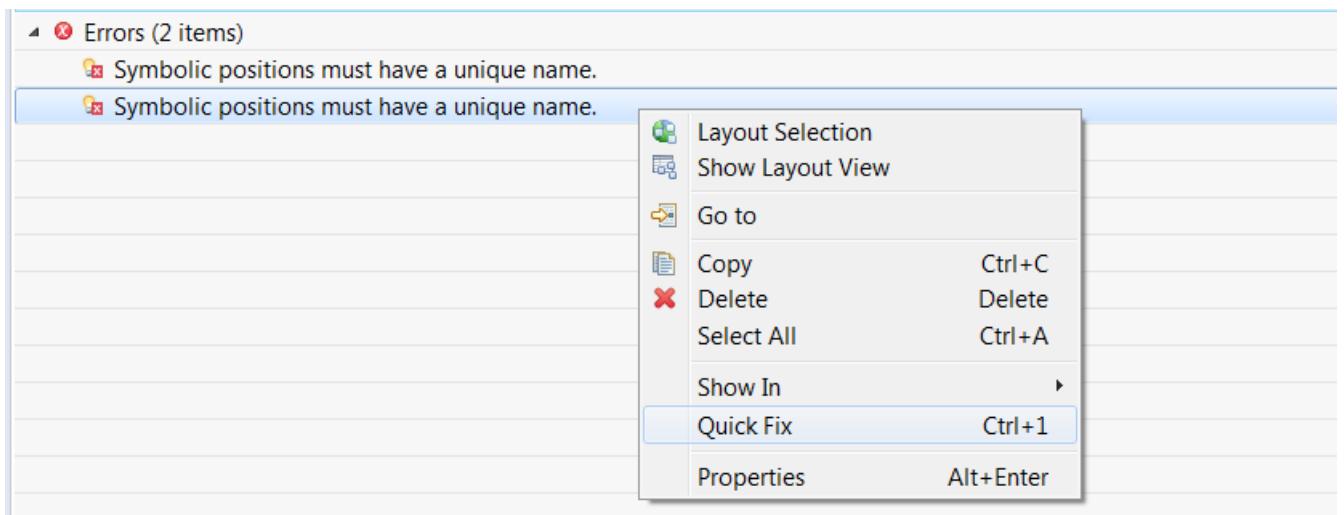 Errors (2 items)
Symbolic positions must have a unique name.
Symbolic positions must have a unique name.
Layout Selection
Show Layout View
Go to
Copy Ctrl+C
Delete Delete
Select All Ctrl+A
Show In
Quick Fix Ctrl+1
Properties Alt+Enter